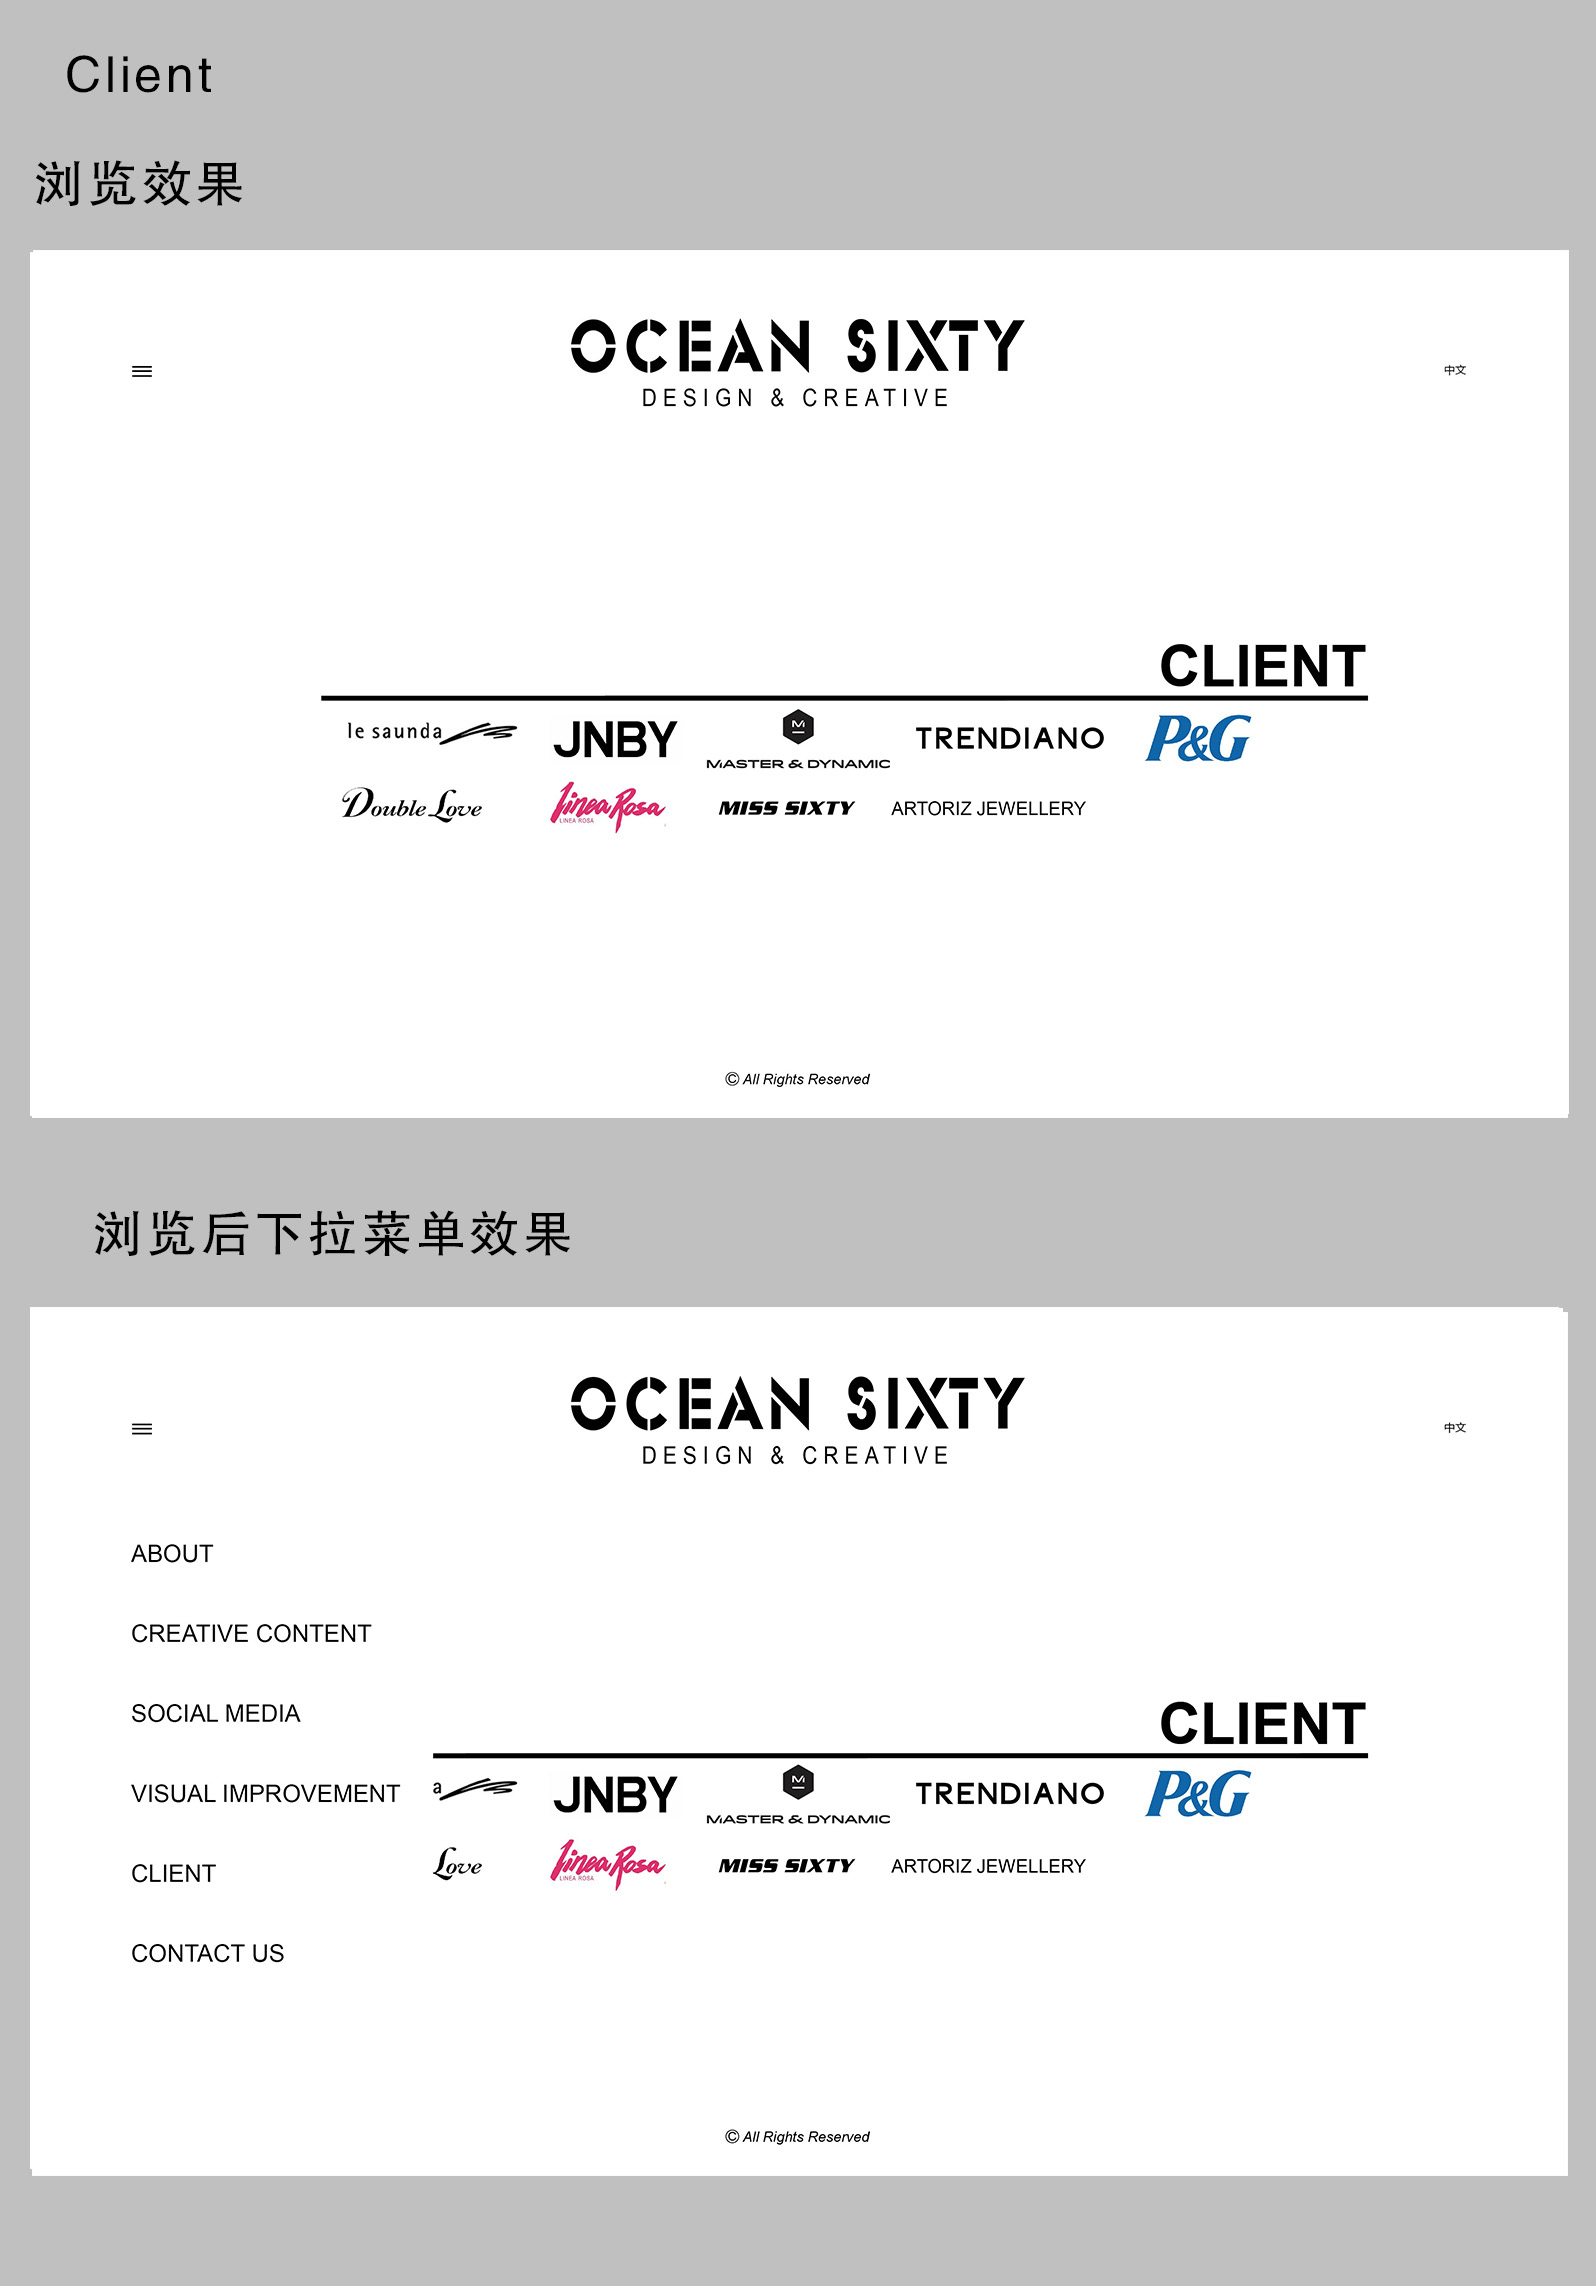 Client
浏览效果
OCEAN SIXTY
DESIGN & CREATIVE
中文
CLIENT
le saunda
JNBY
M
MASTER & DYNAMIC
TRENDIANO
P&G
Double Love
Linea Rosa
LINEA ROSA
MISS SIXTY
ARTORIZ JEWELLERY
© All Rights Reserved
浏览后下拉菜单效果
OCEAN SIXTY
DESIGN & CREATIVE
中文
ABOUT
CREATIVE CONTENT
SOCIAL MEDIA
VISUAL IMPROVEMENT
CLIENT
CONTACT US
CLIENT
a
JNBY
M
MASTER & DYNAMIC
TRENDIANO
P&G
Love
Linea Rosa
LINEA ROSA
MISS SIXTY
ARTORIZ JEWELLERY
© All Rights Reserved